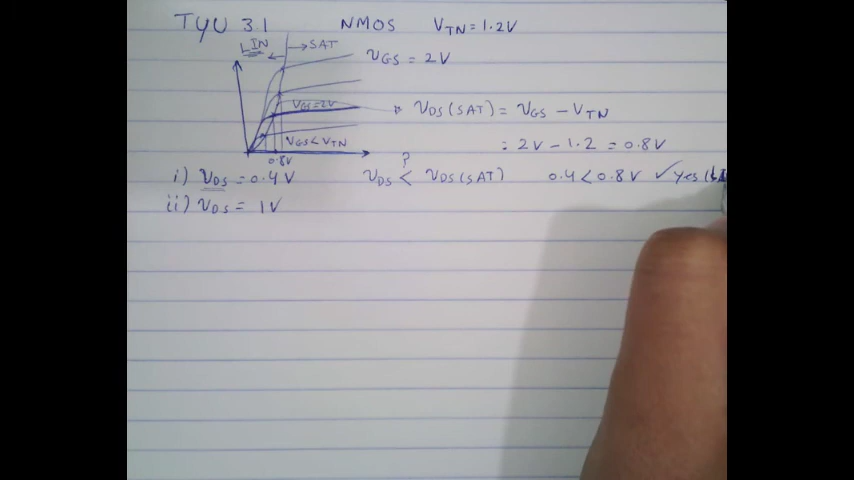 TYU 3.1 NMOS VTN = 1.2V
LIN → SAT
VGS = 2V
VGS=2V
VDS(SAT) = VGS - VTN
VGS < VTN
= 2V - 1.2 = 0.8V
0.8V
?
i) VDS = 0.4V VDS < VDS(SAT) 0.4 < 0.8V ✓ Yes
ii) VDS = 1V